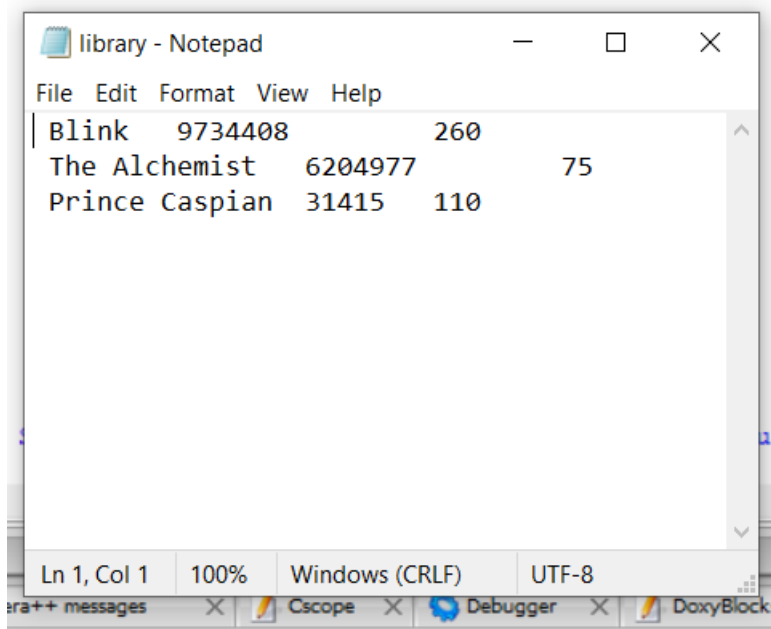 library - Notepad
File Edit Format View Help
Blink 9734408 260
The Alchemist 6204977 75
Prince Caspian 31415 110
Ln 1, Col 1 100% Windows (CRLF) UTF-8
++ messages Cscope Debugger DoxyBlock